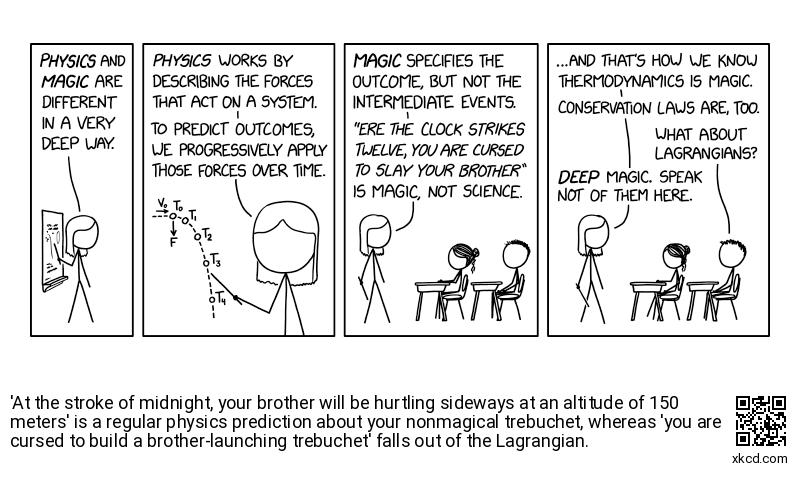 PHYSICS AND
MAGIC ARE
DIFFERENT
IN A VERY
DEEP WAY.
PHYSICS WORKS BY
DESCRIBING THE FORCES
THAT ACT ON A SYSTEM.
TO PREDICT OUTCOMES,
WE PROGRESSIVELY APPLY
THOSE FORCES OVER TIME.
V₀ T₀
T₁
F
T₂
T₃
T₄
MAGIC SPECIFIES THE
OUTCOME, BUT NOT THE
INTERMEDIATE EVENTS.
"ERE THE CLOCK STRIKES
TWELVE, YOU ARE CURSED
TO SLAY YOUR BROTHER"
IS MAGIC, NOT SCIENCE.
...AND THAT'S HOW WE KNOW
THERMODYNAMICS IS MAGIC.
CONSERVATION LAWS ARE, TOO.
WHAT ABOUT
LAGRANGIANS?
DEEP MAGIC. SPEAK
NOT OF THEM HERE.
'At the stroke of midnight, your brother will be hurtling sideways at an altitude of 150
meters' is a regular physics prediction about your nonmagical trebuchet, whereas 'you are
cursed to build a brother-launching trebuchet' falls out of the Lagrangian.
xkcd.com